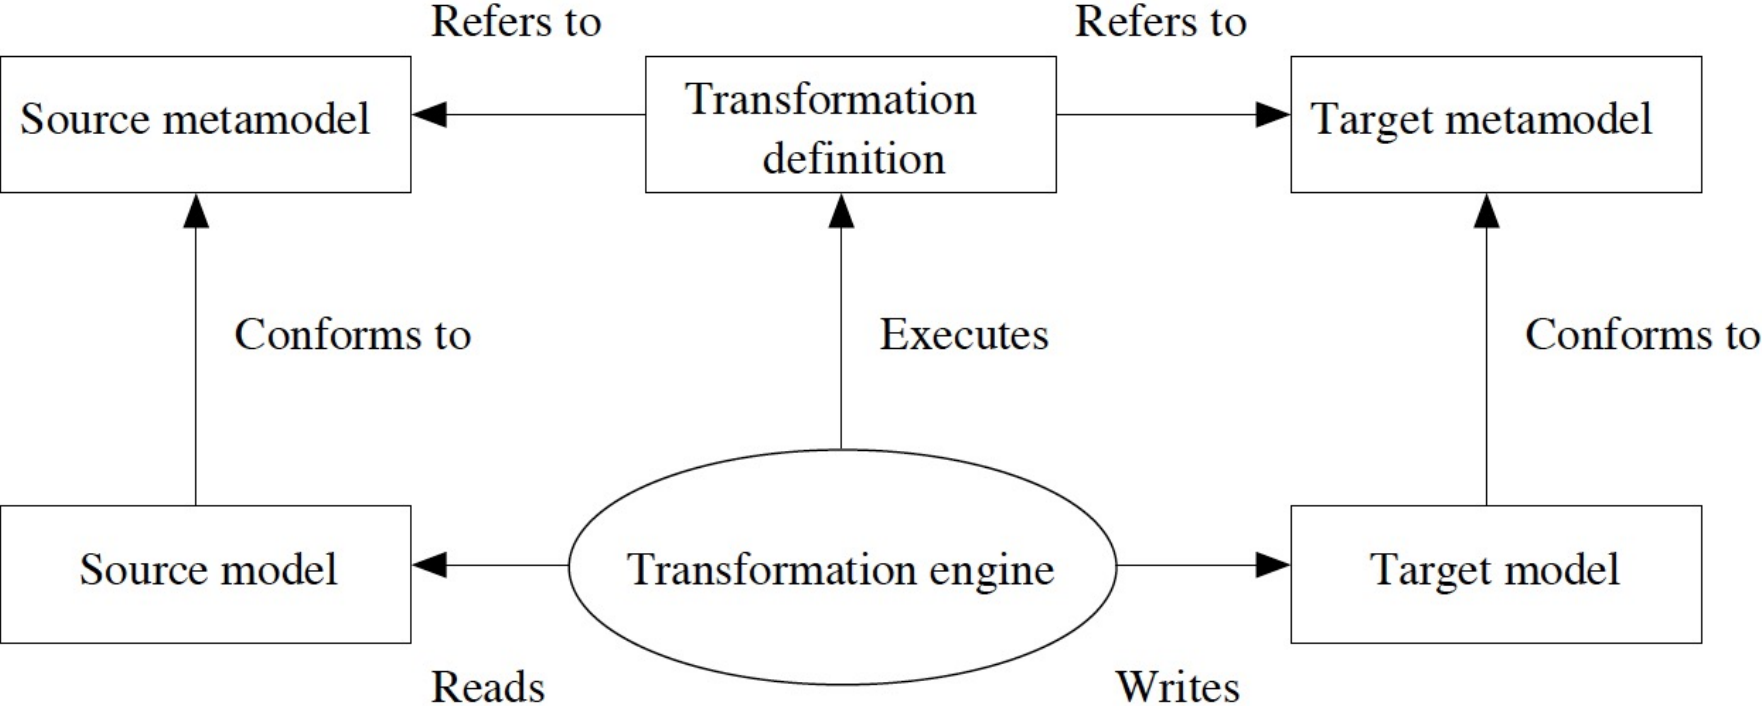 Refers to
Refers to
Source metamodel
Transformation
definition
Target metamodel
Conforms to
Executes
Conforms to
Source model
Transformation engine
Target model
Reads
Writes